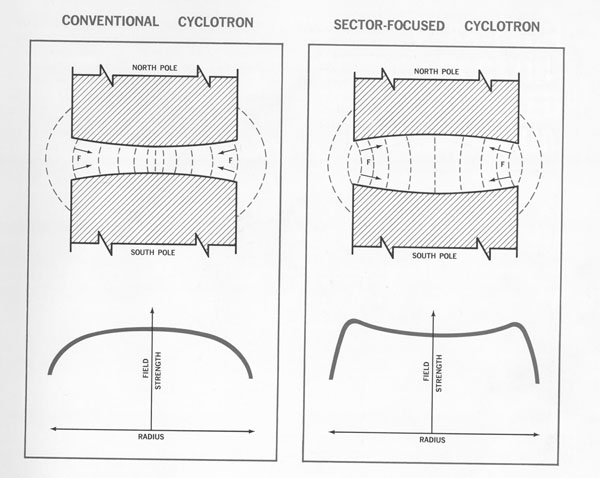 CONVENTIONAL CYCLOTRON
NORTH POLE
F
F
SOUTH POLE
FIELD
STRENGTH
RADIUS
SECTOR-FOCUSED CYCLOTRON
NORTH POLE
F
F
SOUTH POLE
FIELD
STRENGTH
RADIUS